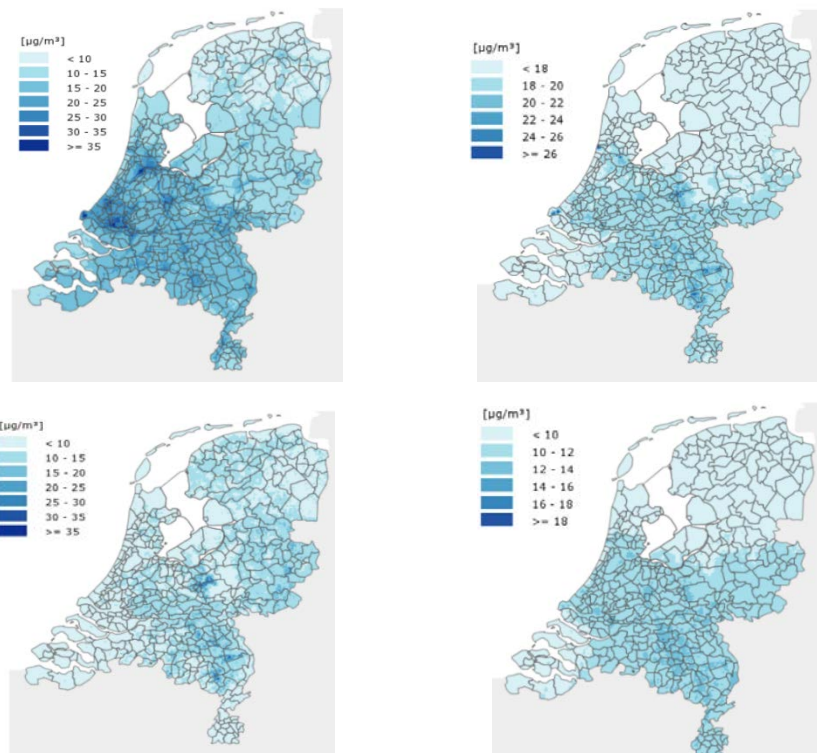 [µg/m³]
< 10
10 - 15
15 - 20
20 - 25
25 - 30
30 - 35
>= 35
[µg/m³]
< 18
18 - 20
20 - 22
22 - 24
24 - 26
>= 26
[µg/m³]
< 10
10 - 15
15 - 20
20 - 25
25 - 30
30 - 35
>= 35
[µg/m³]
< 10
10 - 12
12 - 14
14 - 16
16 - 18
>= 18